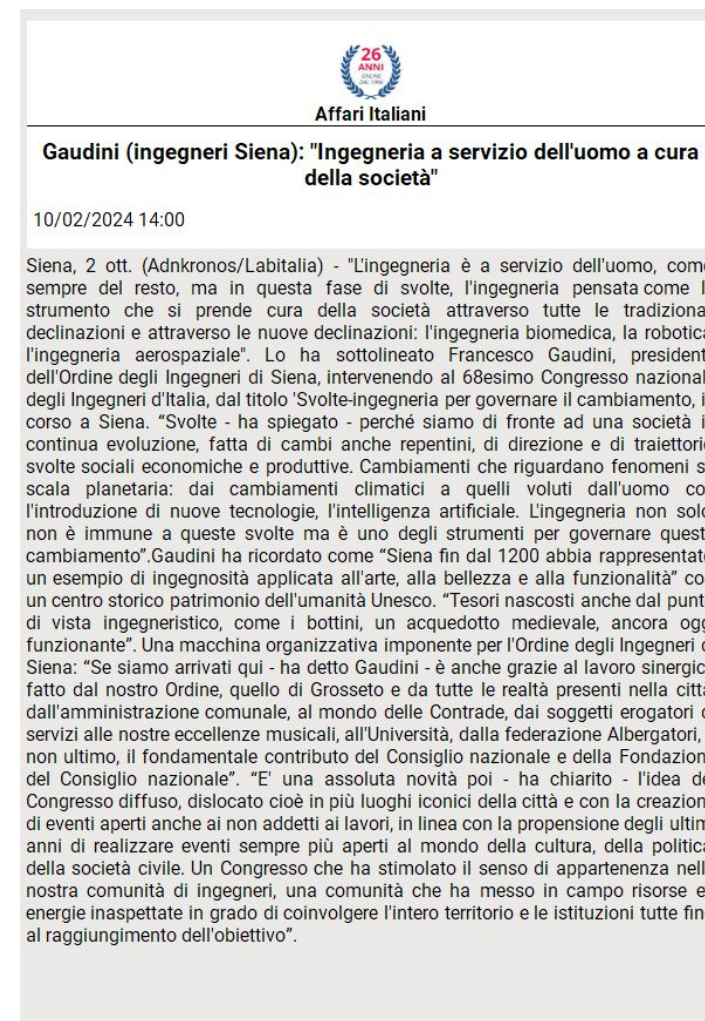 26
ANNI
ONLINE
DAL 1996
Affari Italiani
Gaudini (ingegneri Siena): "Ingegneria a servizio dell'uomo a cura
della società"
10/02/2024 14:00
Siena, 2 ott. (Adnkronos/Labitalia) - "L'ingegneria è a servizio dell'uomo, come
sempre del resto, ma in questa fase di svolte, l'ingegneria pensata come l
strumento che si prende cura della società attraverso tutte le tradiziona
declinazioni e attraverso le nuove declinazioni: l'ingegneria biomedica, la robotica
l'ingegneria aerospaziale". Lo ha sottolineato Francesco Gaudini, president
dell'Ordine degli Ingegneri di Siena, intervenendo al 68esimo Congresso nazional
degli Ingegneri d'Italia, dal titolo 'Svolte-ingegneria per governare il cambiamento, i
corso a Siena. “Svolte - ha spiegato - perché siamo di fronte ad una società i
continua evoluzione, fatta di cambi anche repentini, di direzione e di traiettorie
svolte sociali economiche e produttive. Cambiamenti che riguardano fenomeni s
scala planetaria: dai cambiamenti climatici a quelli voluti dall'uomo co
l'introduzione di nuove tecnologie, l'intelligenza artificiale. L'ingegneria non solo
non è immune a queste svolte ma è uno degli strumenti per governare quest
cambiamento”.Gaudini ha ricordato come “Siena fin dal 1200 abbia rappresentato
un esempio di ingegnosità applicata all'arte, alla bellezza e alla funzionalità” co
un centro storico patrimonio dell'umanità Unesco. “Tesori nascosti anche dal punt
di vista ingegneristico, come i bottini, un acquedotto medievale, ancora ogg
funzionante”. Una macchina organizzativa imponente per l'Ordine degli Ingegneri d
Siena: “Se siamo arrivati qui - ha detto Gaudini - è anche grazie al lavoro sinergic
fatto dal nostro Ordine, quello di Grosseto e da tutte le realtà presenti nella citt
dall'amministrazione comunale, al mondo delle Contrade, dai soggetti erogatori d
servizi alle nostre eccellenze musicali, all'Università, dalla federazione Albergatori,
non ultimo, il fondamentale contributo del Consiglio nazionale e della Fondazion
del Consiglio nazionale”. “E' una assoluta novità poi - ha chiarito - l'idea de
Congresso diffuso, dislocato cioè in più luoghi iconici della città e con la creazion
di eventi aperti anche ai non addetti ai lavori, in linea con la propensione degli ultim
anni di realizzare eventi sempre più aperti al mondo della cultura, della politica
della società civile. Un Congresso che ha stimolato il senso di appartenenza nell
nostra comunità di ingegneri, una comunità che ha messo in campo risorse e
energie inaspettate in grado di coinvolgere l'intero territorio e le istituzioni tutte fin
al raggiungimento dell'obiettivo”.